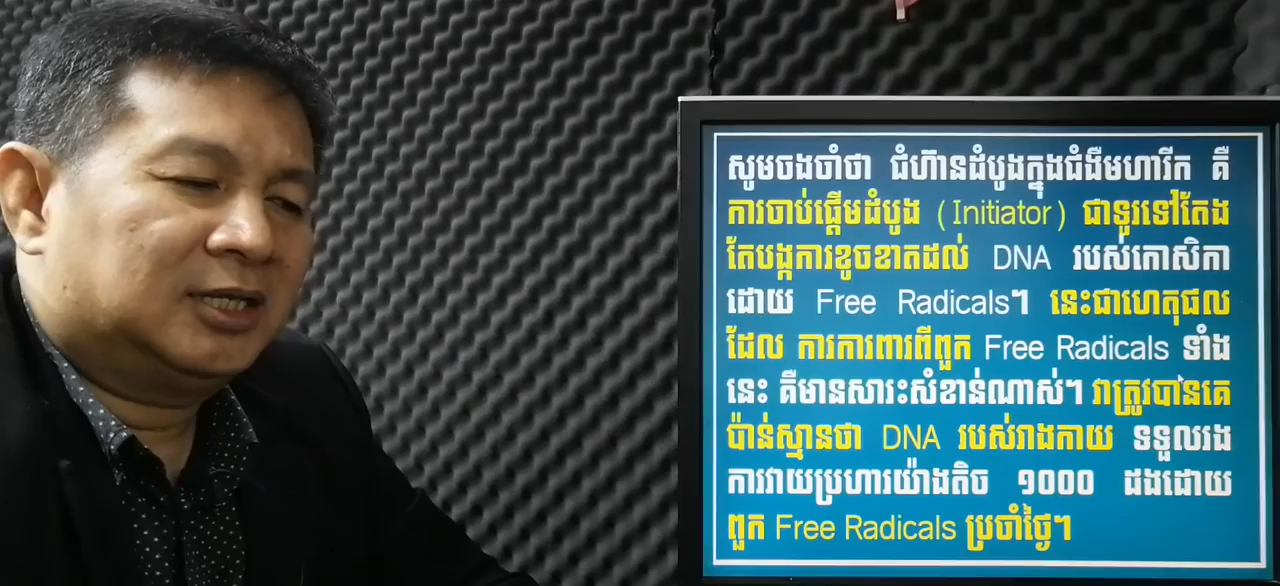 សូមចងចាំថា ជំហ៊ានដំបូងក្នុងជំងឺមហារីក គឺ
ការចាប់ផ្ដើមដំបូង (Initiator) ជាទូរទៅតែង
តែបង្កការខូចខាតដល់ DNA របស់កោសិកា
ដោយ Free Radicals។ នេះជាហេតុផល
ដែល ការការពារពីពួក Free Radicals ទាំង
នេះ គឺមានសារះសំខាន់ណាស់។ វាត្រូវបានគេ
ប៉ាន់ស្មានថា DNA របស់រាងកាយ ទទួលរង
ការវាយប្រហារយ៉ាងតិច ១០០០ ដងដោយ
ពួក Free Radicals ប្រចាំថ្ងៃ។